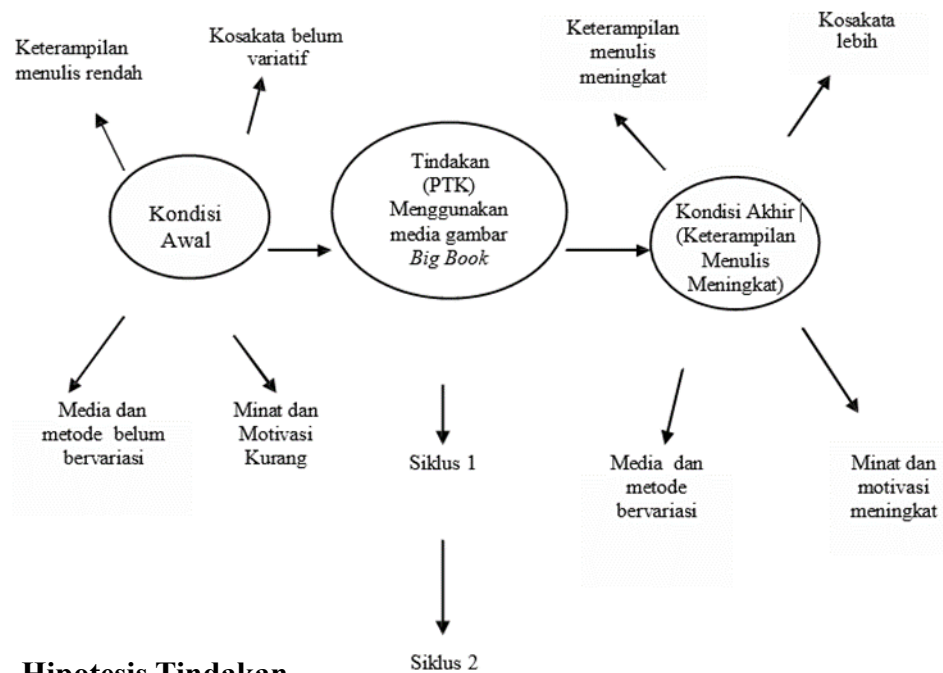 Keterampilan
menulis rendah
Kosakata belum
variatif
Keterampilan
menulis
meningkat
Kosakata
lebih
Kondisi
Awal
Tindakan
(PTK)
Menggunakan
media gambar
Big Book
Kondisi Akhir
(Keterampilan
Menulis
Meningkat)
Media dan
metode belum
bervariasi
Minat dan
Motivasi
Kurang
Siklus 1
Media dan
metode
bervariasi
Minat dan
motivasi
meningkat
Siklus 2
Hipotesis Tindakan